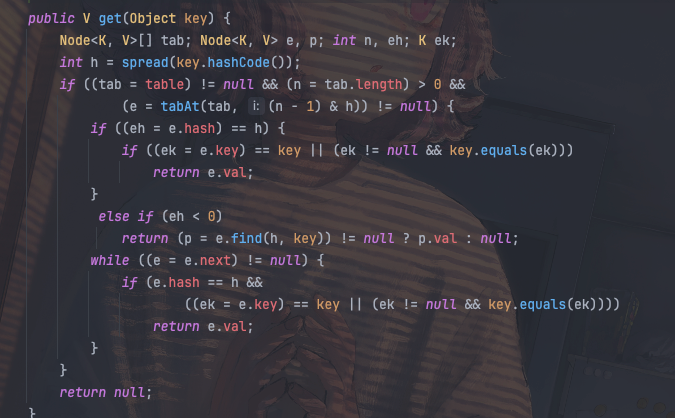 public V get(Object key) {
Node<K, V>[] tab; Node<K, V> e, p; int n, eh; K ek;
int h = spread(key.hashCode());
if ((tab = table) != null && (n = tab.length) > 0 &&
(e = tabAt(tab, i: (n - 1) & h)) != null) {
if ((eh = e.hash) == h) {
if ((ek = e.key) == key || (ek != null && key.equals(ek)))
return e.val;
}
else if (eh < 0)
return (p = e.find(h, key)) != null ? p.val : null;
while ((e = e.next) != null) {
if (e.hash == h &&
((ek = e.key) == key || (ek != null && key.equals(ek))))
return e.val;
}
}
return null;
}